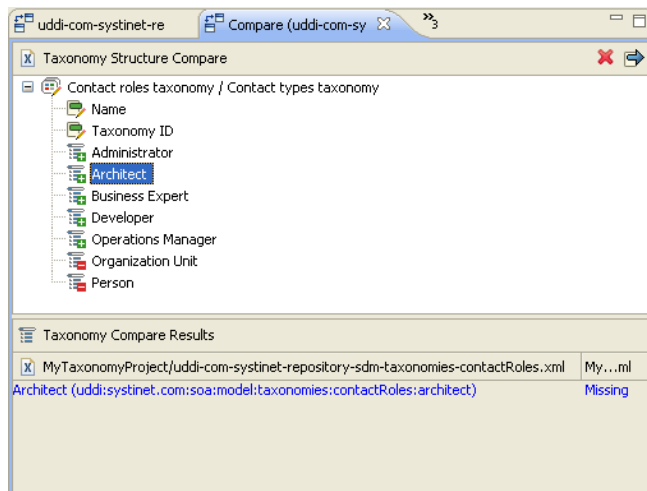 uddi-com-systinet-re
Compare (uddi-com-sy
»3
Taxonomy Structure Compare
Contact roles taxonomy / Contact types taxonomy
Name
Taxonomy ID
Administrator
Architect
Business Expert
Developer
Operations Manager
Organization Unit
Person
Taxonomy Compare Results
MyTaxonomyProject/uddi-com-systinet-repository-sdm-taxonomies-contactRoles.xml My...ml
Architect (uddi:systinet.com:soa:model:taxonomies:contactRoles:architect) Missing